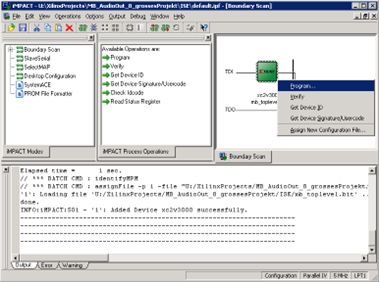 iMPACT - U:\XilinxProjects\MB_AudioOut_8_grossesProjekt\ISE\default.ipf - [Boundary Scan]
File Edit View Operations Options Output Debug Window Help
Boundary Scan
SlaveSerial
SelectMAP
Desktop Configuration
SystemACE
PROM File Formatter
iMPACT Modes
Available Operations are:
Program
Verify
Get Device ID
Get Device Signature/Usercode
Check Idcode
Read Status Register
iMPACT Process Operations
TDI
TDO
xc2v3000
mb_toplevel
Program...
Verify
Get Device ID
Get Device Signature/Usercode
Assign New Configuration File...
Boundary Scan
Elapsed time = 1 sec.
// *** BATCH CMD : identifyMPM
// *** BATCH CMD : assignFile -p 1 -file "U:/XilinxProjects/MB_AudioOut_8_grossesProjekt/
'1': Loading file 'U:/XilinxProjects/MB_AudioOut_8_grossesProjekt/ISE/mb_toplevel.bit' ...
done.
INFO:iMPACT:501 - '1': Added Device xc2v3000 successfully.
Output Error Warning
Configuration Parallel IV 5 MHz LPT1